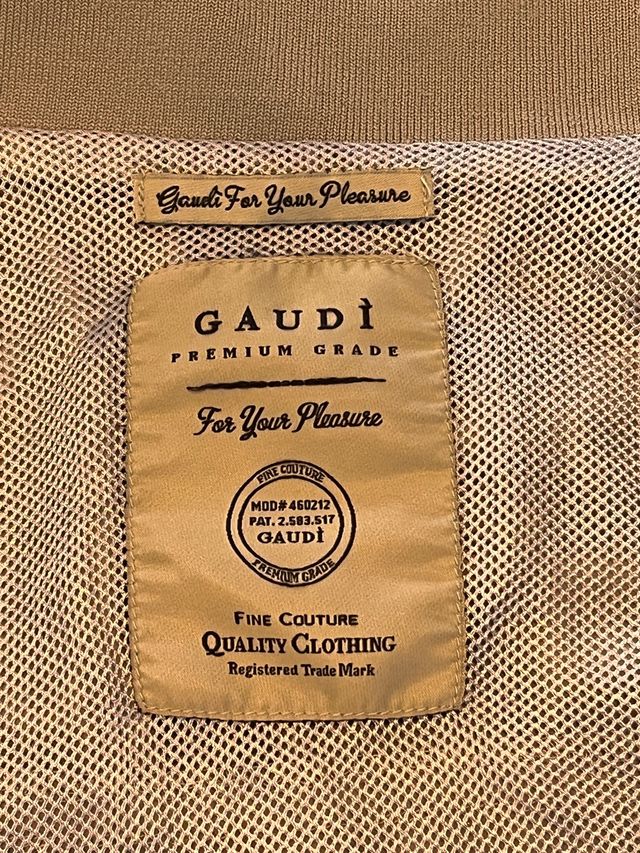 Gaudì For Your Pleasure
GAUDÌ
PREMIUM GRADE
For Your Pleasure
FINE COUTURE
MOD# 460212
PAT. 2.583.517
GAUDÌ
PREMIUM GRADE
FINE COUTURE
QUALITY CLOTHING
Registered Trade Mark